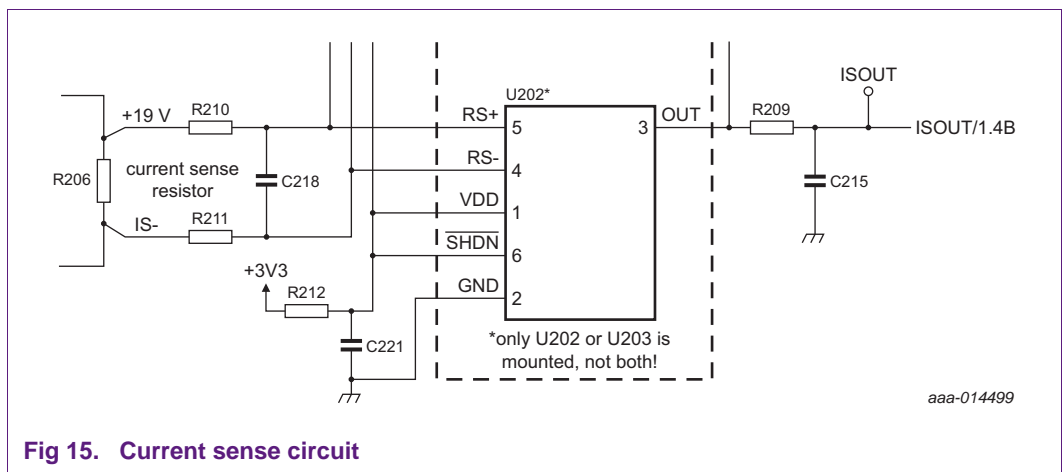 U202*
ISOUT
+19 V
R210
RS+
5
3
OUT
R209
ISOUT/1.4B
R206
current sense
resistor
C218
RS-
4
C215
VDD
1
IS-
R211
SHDN
6
+3V3
R212
GND
2
C221
*only U202 or U203 is
mounted, not both!
aaa-014499
Fig 15. Current sense circuit